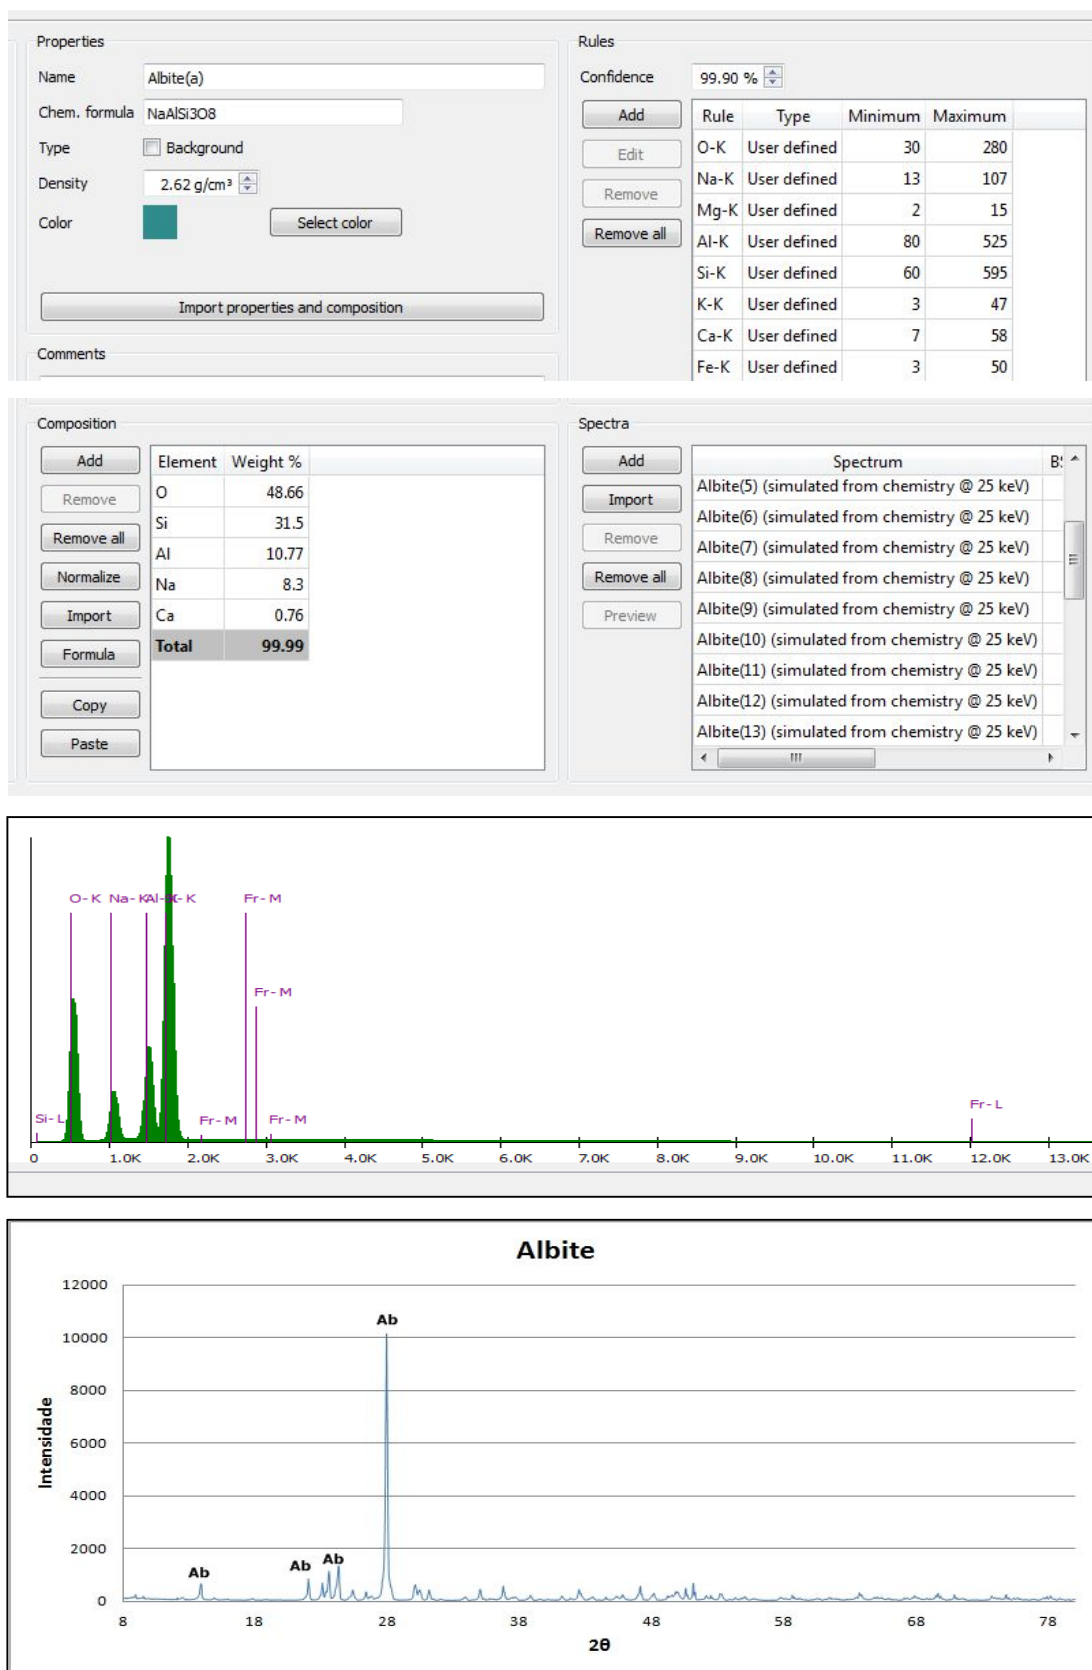 Properties
Name Albite(a)
Chem. formula NaAlSi3O8
Type Background
Density 2.62 g/cm³
Color Select color
Import properties and composition
Comments
Rules
Confidence 99.90 %
Add
Edit
Remove
Remove all
Rule Type Minimum Maximum
O-K User defined 30 280
Na-K User defined 13 107
Mg-K User defined 2 15
Al-K User defined 80 525
Si-K User defined 60 595
K-K User defined 3 47
Ca-K User defined 7 58
Fe-K User defined 3 50
Composition
Add
Remove
Remove all
Normalize
Import
Formula
Copy
Paste
Element Weight %
O 48.66
Si 31.5
Al 10.77
Na 8.3
Ca 0.76
Total 99.99
Spectra
Add
Import
Remove
Remove all
Preview
Spectrum
Albite(5) (simulated from chemistry @ 25 keV)
Albite(6) (simulated from chemistry @ 25 keV)
Albite(7) (simulated from chemistry @ 25 keV)
Albite(8) (simulated from chemistry @ 25 keV)
Albite(9) (simulated from chemistry @ 25 keV)
Albite(10) (simulated from chemistry @ 25 keV)
Albite(11) (simulated from chemistry @ 25 keV)
Albite(12) (simulated from chemistry @ 25 keV)
Albite(13) (simulated from chemistry @ 25 keV)
O-K Na-K Fr-M
Fr-M
Si-L Fr-M Fr-M Fr-L
0 1.0K 2.0K 3.0K 4.0K 5.0K 6.0K 7.0K 8.0K 9.0K 10.0K 11.0K 12.0K 13.0K
Albite
12000
10000
8000
6000
4000
2000
0
Intensidade
Ab
Ab Ab Ab
8 18 28 38 48 58 68 78
2θ